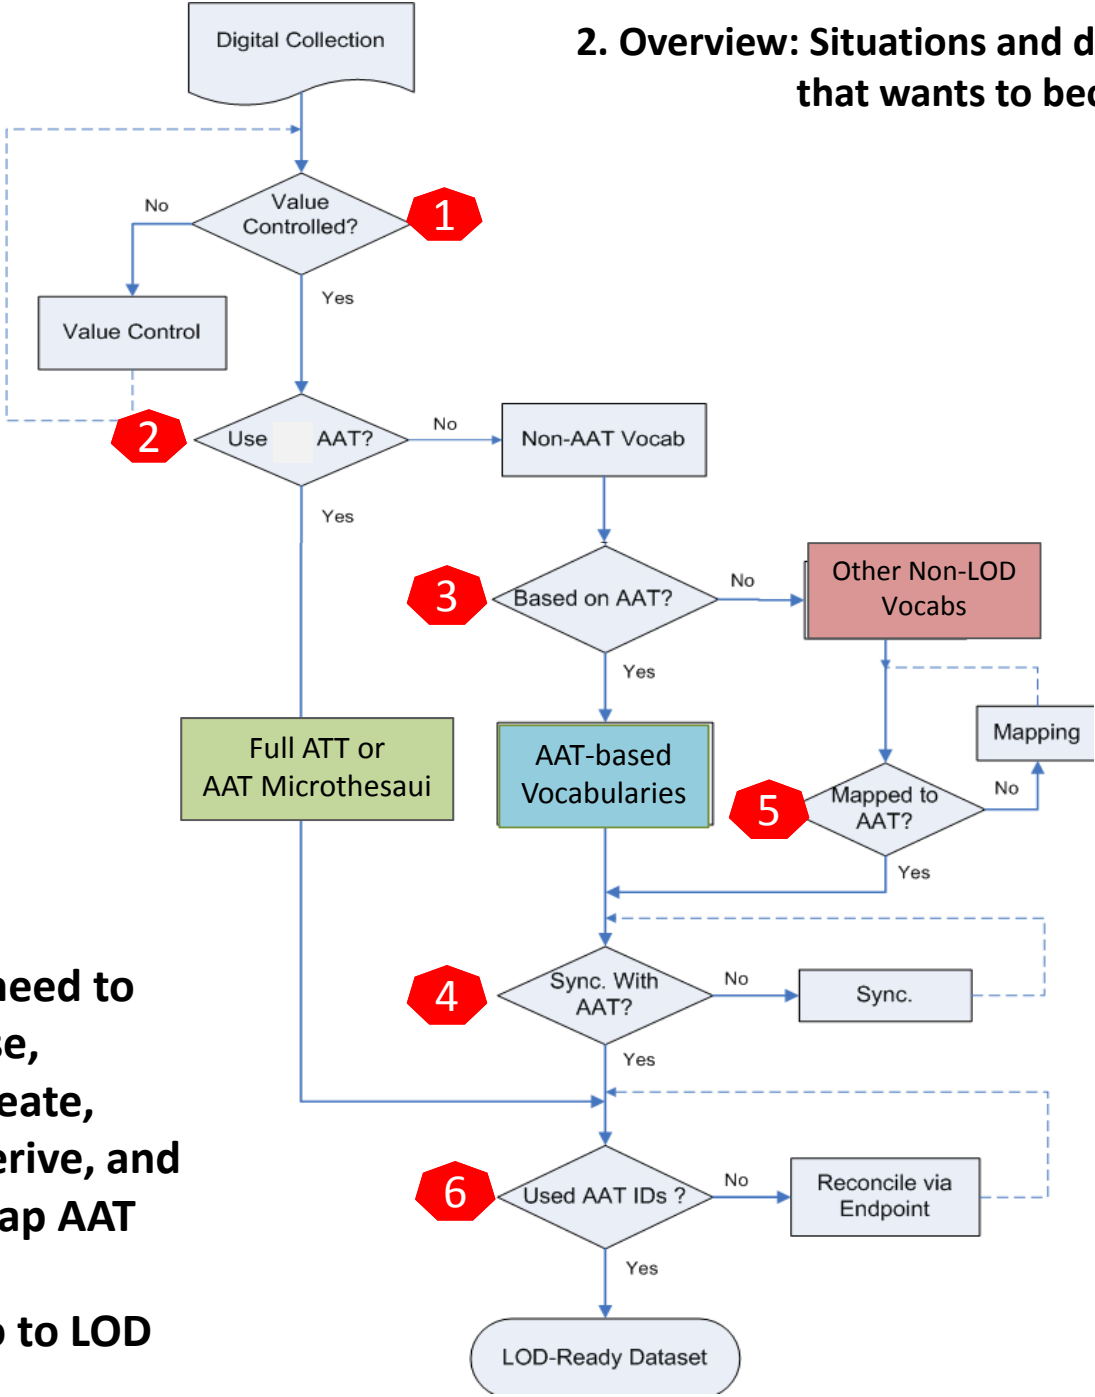 Digital Collection
2. Overview: Situations and d
that wants to bec
Value
Controlled?
1
No
Yes
Value Control
2
Use AAT?
No
Non-AAT Vocab
Yes
3
Based on AAT?
No
Other Non-LOD
Vocabs
Yes
Full ATT or
AAT Microthesaui
AAT-based
Vocabularies
Mapping
5
Mapped to
AAT?
No
Yes
need to
se,
eate,
erive, and
ap AAT
o to LOD
4
Sync. With
AAT?
No
Sync.
Yes
6
Used AAT IDs ?
No
Reconcile via
Endpoint
Yes
LOD-Ready Dataset